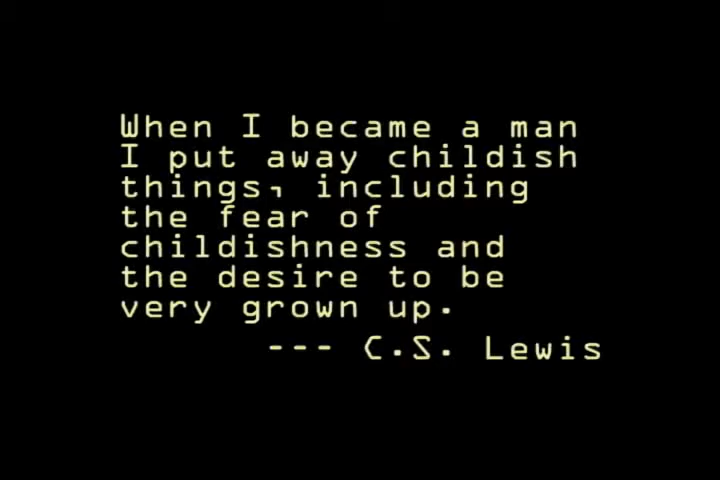 When I became a man
I put away childish
things, including
the fear of
childishness and
the desire to be
very grown up.
--- C.S. Lewis